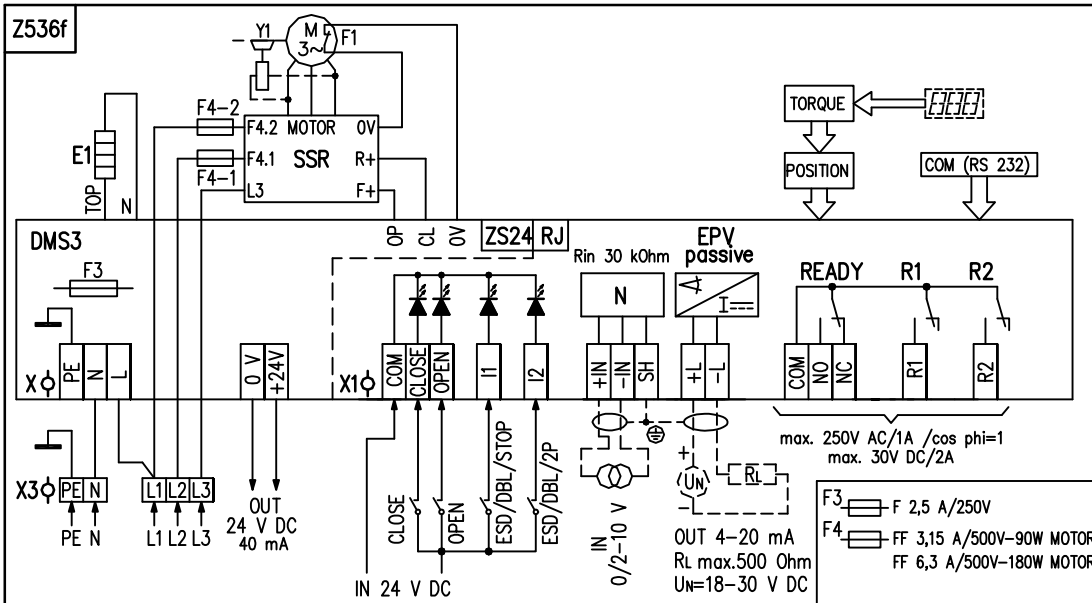 Z536f
Y1
M
3~
F1
F4-2
F4.2
MOTOR
0V
E1
F4.1
SSR
R+
F4-1
L3
F+
TOP
N
TORQUE
POSITION
COM (RS 232)
DMS3
OP
CL
0V
ZS24
RJ
F3
Rin 30 kOhm
N
EPV
passive
I
READY
R1
R2
X
PE
N
L
0 V
+24V
X1
COM
CLOSE
OPEN
I1
I2
+IN
-IN
SH
+L
-L
COM
NO
NC
R1
R2
max. 250V AC/1A /cos phi=1
max. 30V DC/2A
X3
PE
N
L1
L2
L3
PE N
L1 L2 L3
OUT
24 V DC
40 mA
CLOSE
OPEN
ESD/DBL/STOP
ESD/DBL/2P
IN 24 V DC
IN
0/2-10 V
+
UN
-
RL
OUT 4-20 mA
RL max.500 Ohm
UN=18-30 V DC
F3
F 2,5 A/250V
F4
FF 3,15 A/500V-90W MOTOR
FF 6,3 A/500V-180W MOTOR